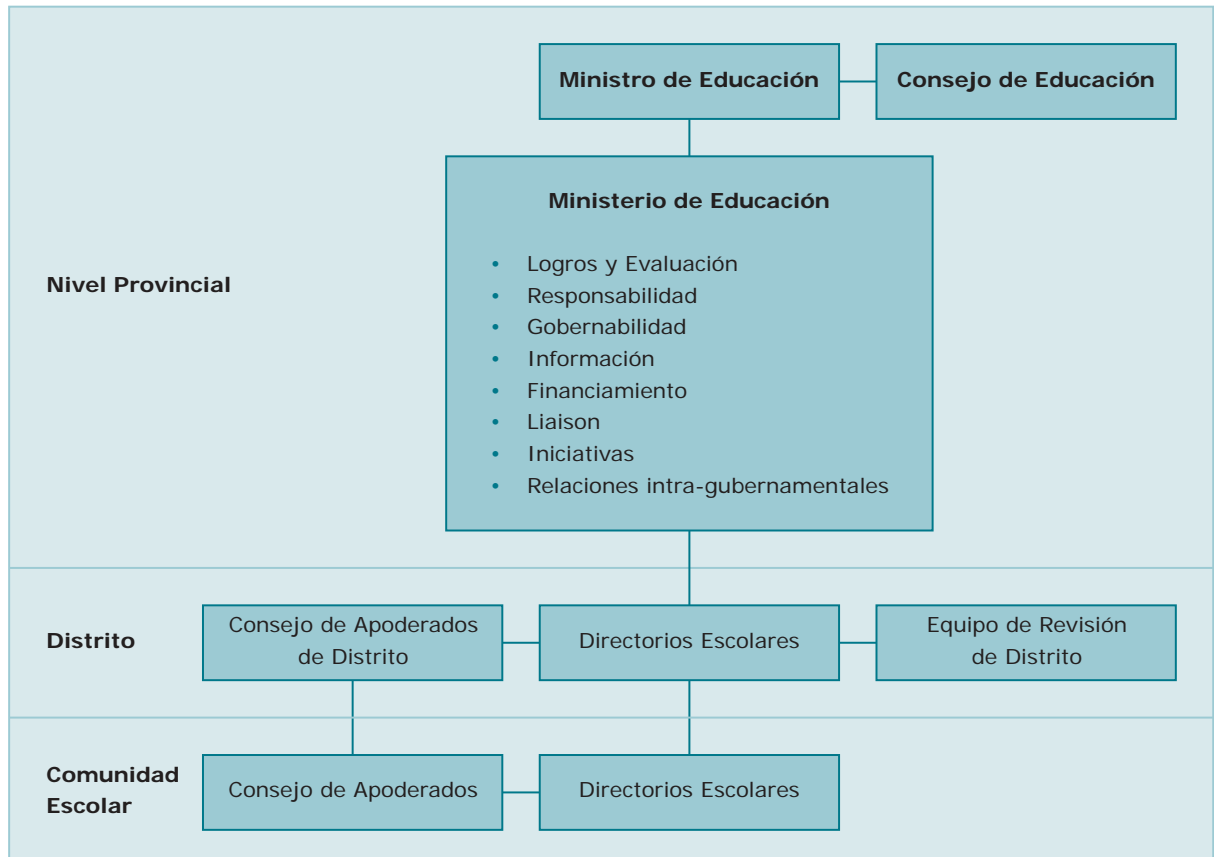 Ministro de Educación
Consejo de Educación
Nivel Provincial
Ministerio de Educación
• Logros y Evaluación
• Responsabilidad
• Gobernabilidad
• Información
• Financiamiento
• Liaison
• Iniciativas
• Relaciones intra-gubernamentales
Distrito
Consejo de Apoderados
de Distrito
Directorios Escolares
Equipo de Revisión
de Distrito
Comunidad
Escolar
Consejo de Apoderados
Directorios Escolares